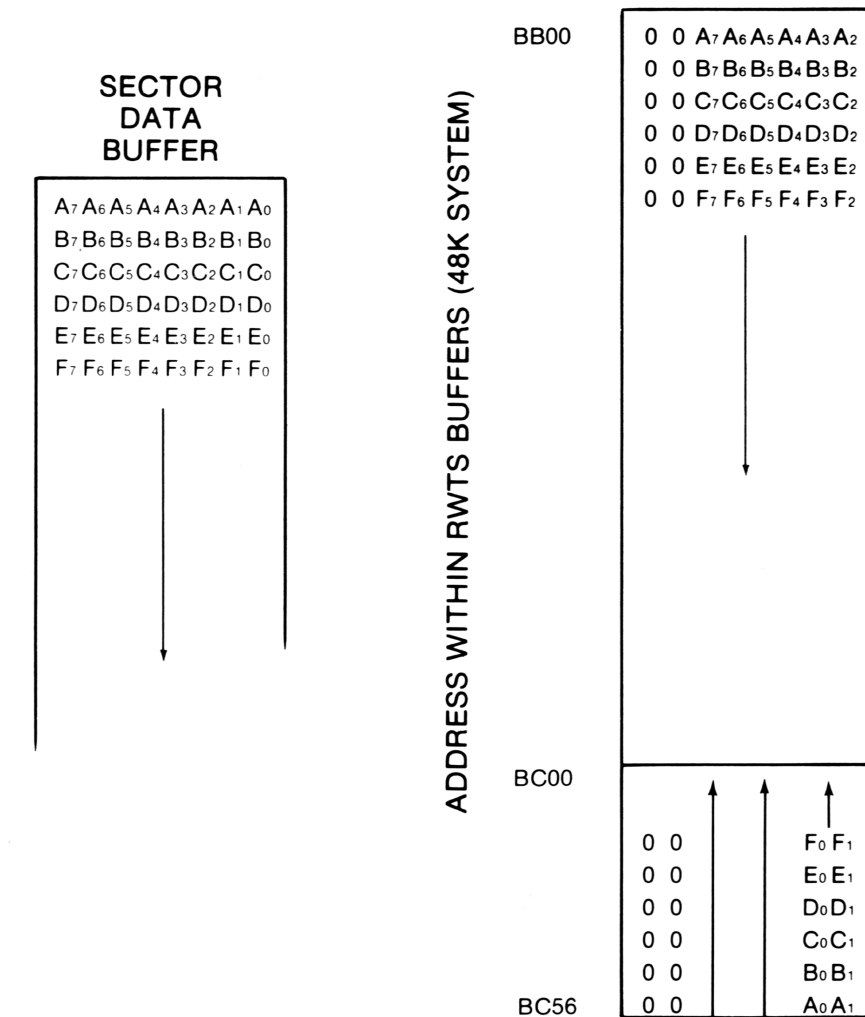 SECTOR
DATA
BUFFER
A7 A6 A5 A4 A3 A2 A1 A0
B7 B6 B5 B4 B3 B2 B1 B0
C7 C6 C5 C4 C3 C2 C1 C0
D7 D6 D5 D4 D3 D2 D1 D0
E7 E6 E5 E4 E3 E2 E1 E0
F7 F6 F5 F4 F3 F2 F1 F0
ADDRESS WITHIN RWTS BUFFERS (48K SYSTEM)
BB00
0 0 A7 A6 A5 A4 A3 A2
0 0 B7 B6 B5 B4 B3 B2
0 0 C7 C6 C5 C4 C3 C2
0 0 D7 D6 D5 D4 D3 D2
0 0 E7 E6 E5 E4 E3 E2
0 0 F7 F6 F5 F4 F3 F2
BC00
0 0 F0 F1
0 0 E0 E1
0 0 D0 D1
0 0 C0 C1
0 0 B0 B1
BC56
0 0 A0 A1